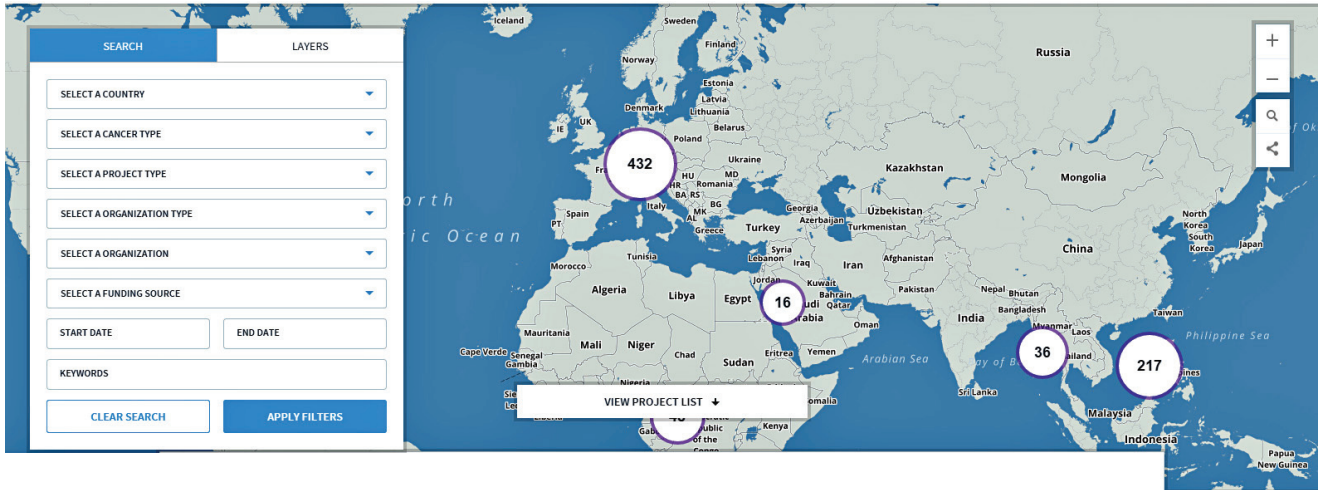 SEARCH
LAYERS
SELECT A COUNTRY
SELECT A CANCER TYPE
SELECT A PROJECT TYPE
SELECT A ORGANIZATION TYPE
SELECT A ORGANIZATION
SELECT A FUNDING SOURCE
START DATE
END DATE
KEYWORDS
CLEAR SEARCH
APPLY FILTERS
Iceland
Sweden
Finland
Norway
Russia
Estonia
Latvia
Lithuania
Denmark
UK
IE
Belarus
Poland
432
Ukraine
Kazakhstan
Mongolia
HU
MD
HR
Romania
BA RS
Italy
BG
MK
AL
Greece
Spain
PT
Georgia
Azerbaijan
Uzbekistan
Turkmenistan
Turkey
North
Korea
South
Korea
Japan
China
Syria
Lebanon
Iraq
Iran
Afghanistan
Tunisia
Morocco
Jordan
Kuwait
Pakistan
Nepal
Bhutan
Algeria
Libya
Egypt
16
Bahrain
Qatar
Bangladesh
India
Oman
Taiwan
Myanmar
Laos
Philippine Sea
Mauritania
Mali
Niger
Chad
Sudan
Eritrea
Yemen
Arabian Sea
36
217
Cape Verde
Senegal
Gambia
Nigeria
Sri Lanka
VIEW PROJECT LIST
Kenya
of the
Congo
Malaysia
Indonesia
Papua
New Guinea
Ocean